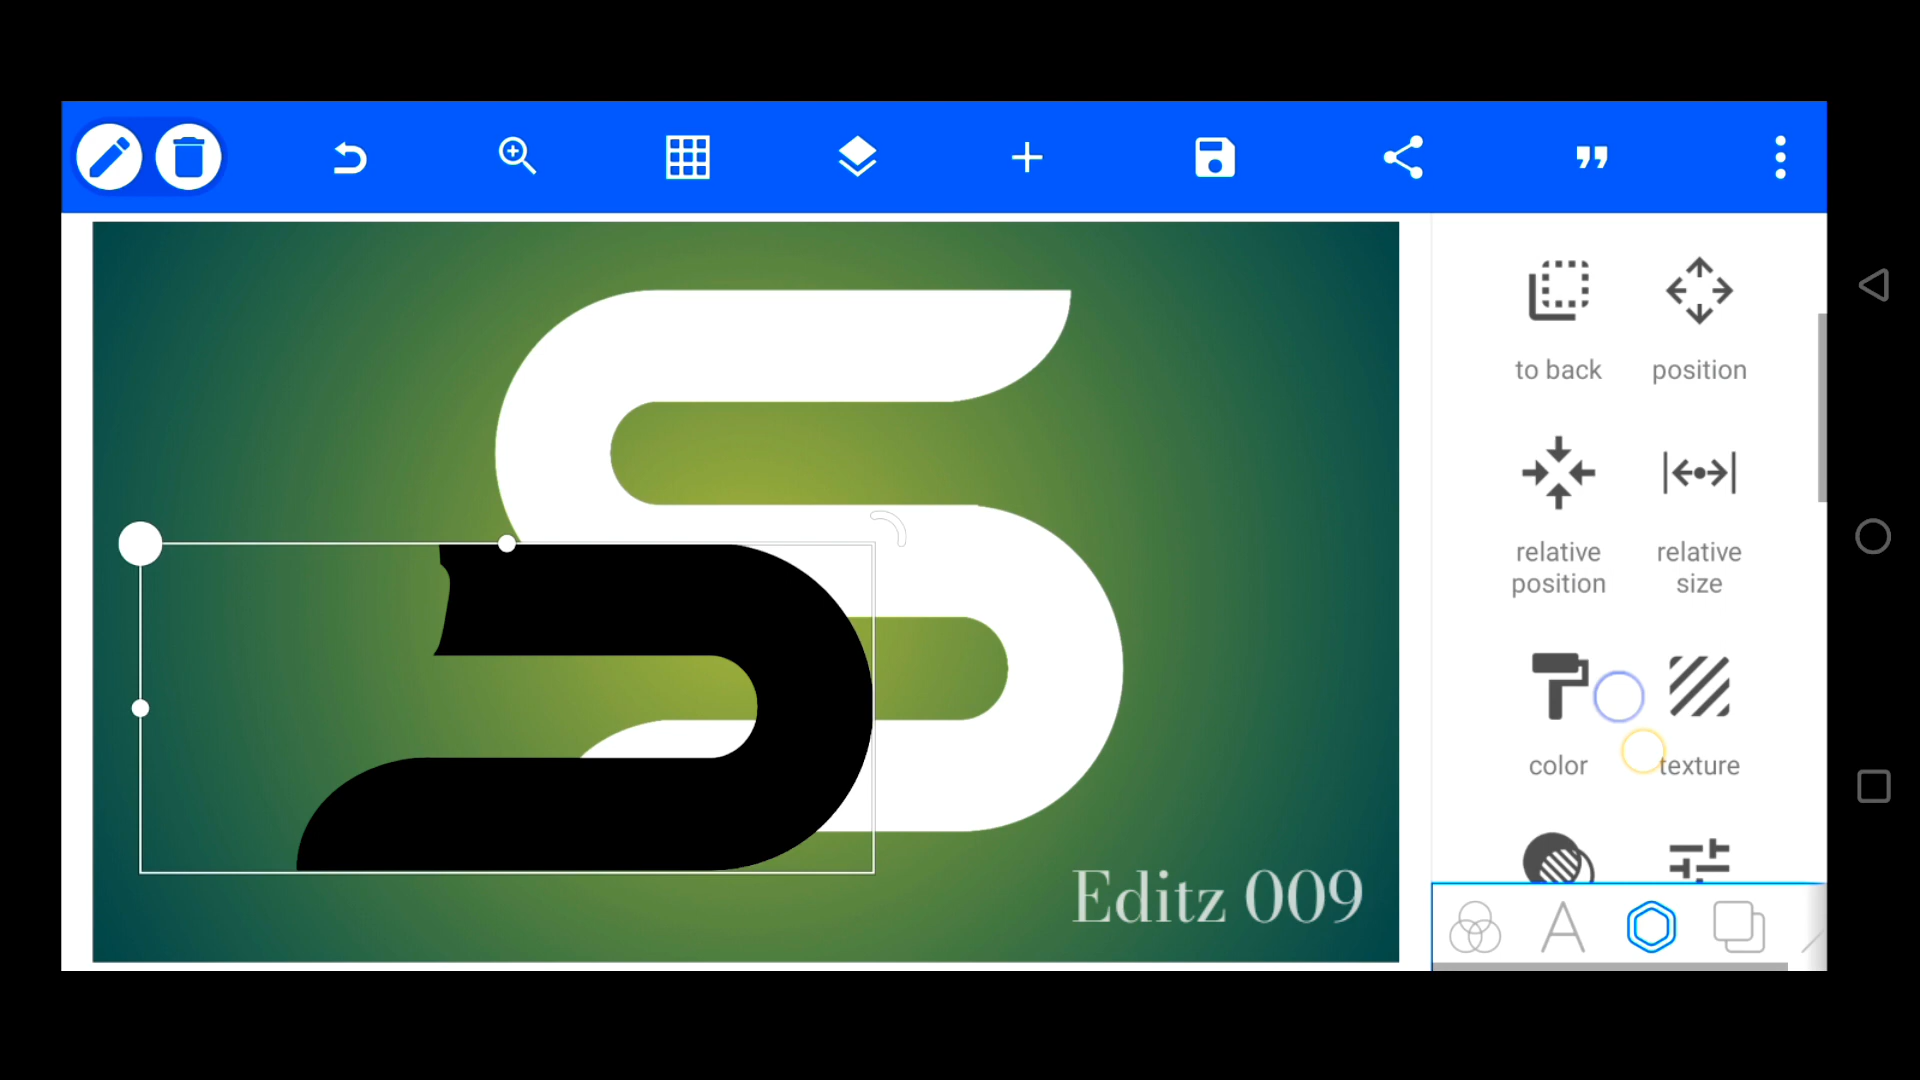 to back
position
relative
position
relative
size
color
texture
Editz 009